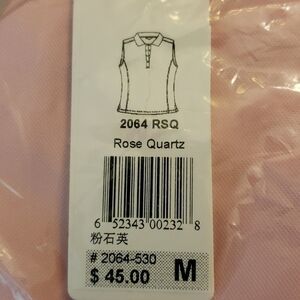 2064 RSQ
Rose Quartz
6 52343 00232 8
粉石英
# 2064-530
$ 45.00 M